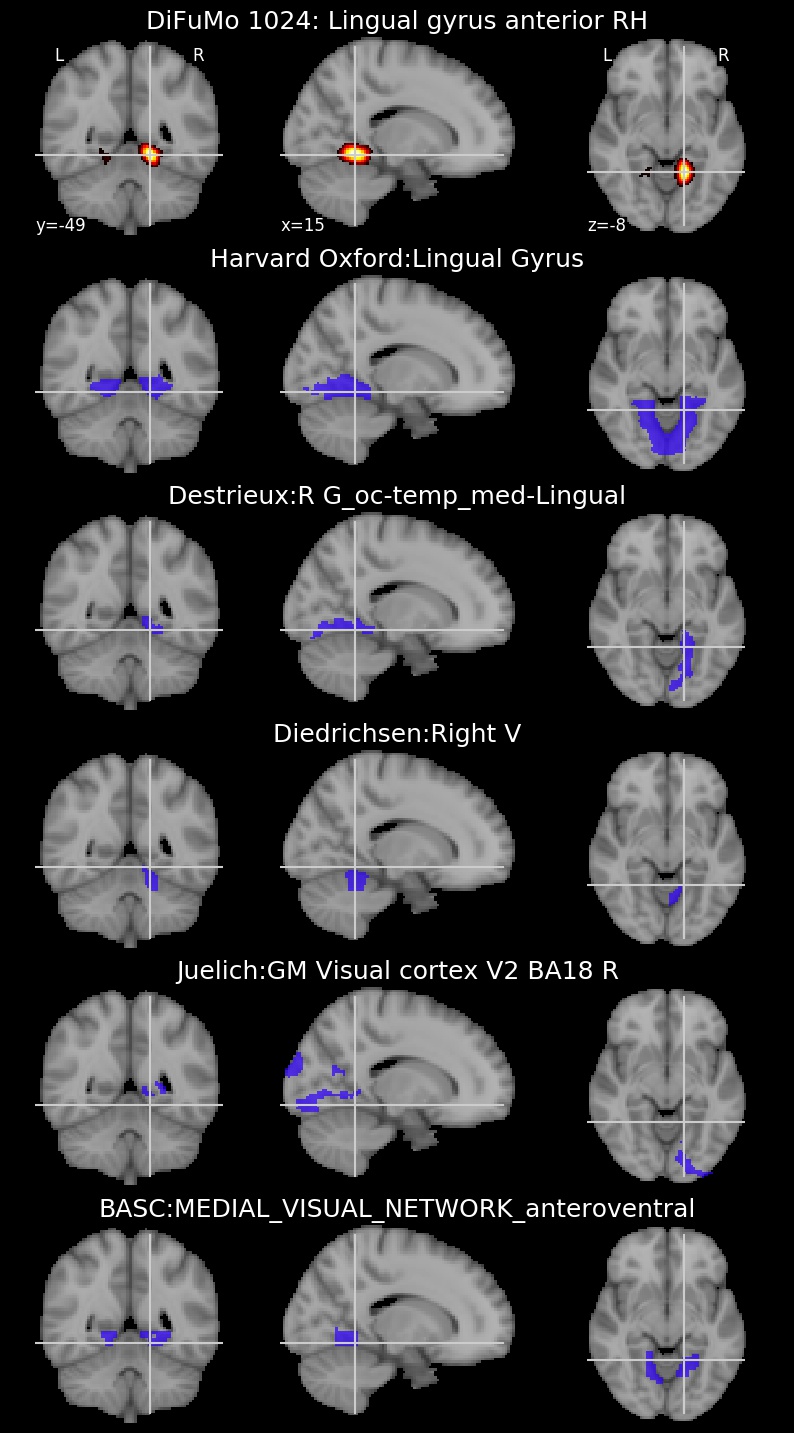 DiFuMo 1024: Lingual gyrus anterior RH
L R L R
y=-49 x=15 z=-8
Harvard Oxford:Lingual Gyrus
Destrieux:R G_oc-temp_med-Lingual
Diedrichsen:Right V
Juelich:GM Visual cortex V2 BA18 R
BASC:MEDIAL_VISUAL_NETWORK_anteroventral